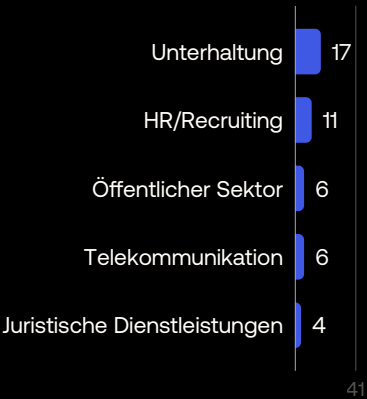 Unterhaltung 17
HR/Recruiting 11
Öffentlicher Sektor 6
Telekommunikation 6
Juristische Dienstleistungen 4
41